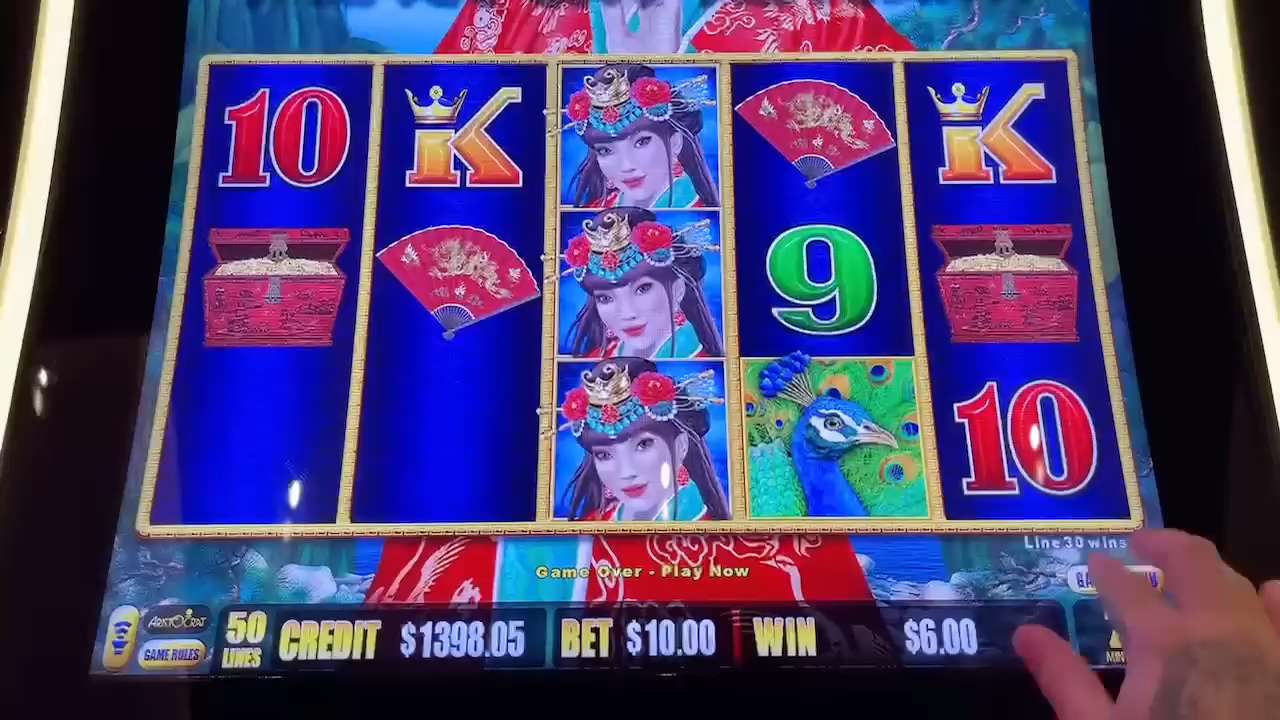 10 K K
9
10
Line 30 wins
Game Over - Play Now
ARISTOCRAT
GAME RULES
50 LINES
CREDIT $1398.05
BET $10.00
WIN $6.00